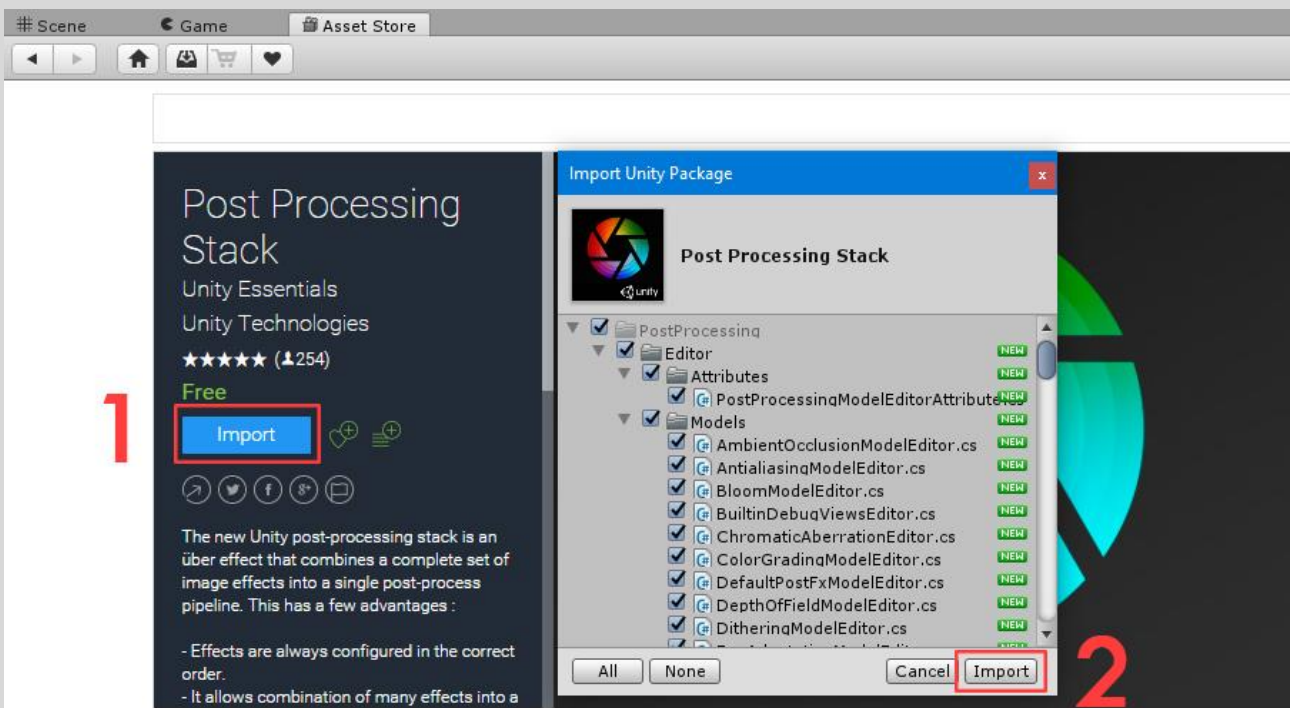 Scene
Game
Asset Store
Post Processing
Stack
Unity Essentials
Unity Technologies
★★★★★ (254)
Free
1
Import
The new Unity post-processing stack is an
über effect that combines a complete set of
image effects into a single post-process
pipeline. This has a few advantages :
- Effects are always configured in the correct
order.
- It allows combination of many effects into a
Import Unity Package
x
unity
Post Processing Stack
PostProcessing
Editor NEW
Attributes NEW
PostProcessingModelEditorAttribute.cs NEW
Models NEW
AmbientOcclusionModelEditor.cs NEW
AntialiasingModelEditor.cs NEW
BloomModelEditor.cs NEW
BuiltinDebugViewsEditor.cs NEW
ChromaticAberrationEditor.cs NEW
ColorGradingModelEditor.cs NEW
DefaultPostFxModelEditor.cs NEW
DepthOfFieldModelEditor.cs NEW
DitheringModelEditor.cs NEW
All None Cancel Import
2